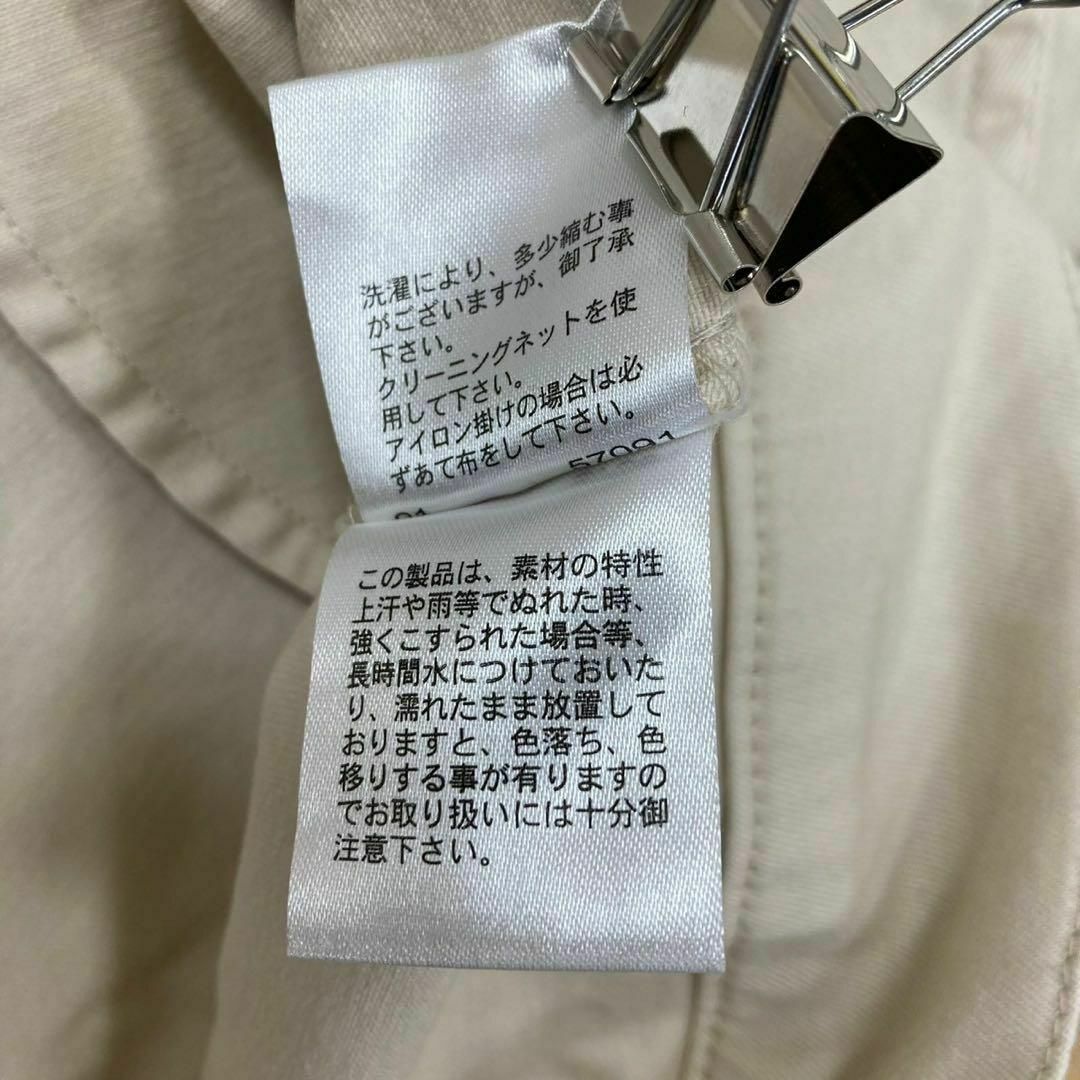 洗濯により、多少縮む事
がございますが、御了承
下さい。
クリーニングネットを使
用して下さい。
アイロン掛けの場合は必
ずあて布をして下さい。
57091
この製品は、素材の特性
上汗や雨等でぬれた時、
強くこすられた場合等、
長時間水につけておいた
り、濡れたまま放置して
おりますと、色落ち、色
移りする事が有りますの
でお取り扱いには十分御
注意下さい。